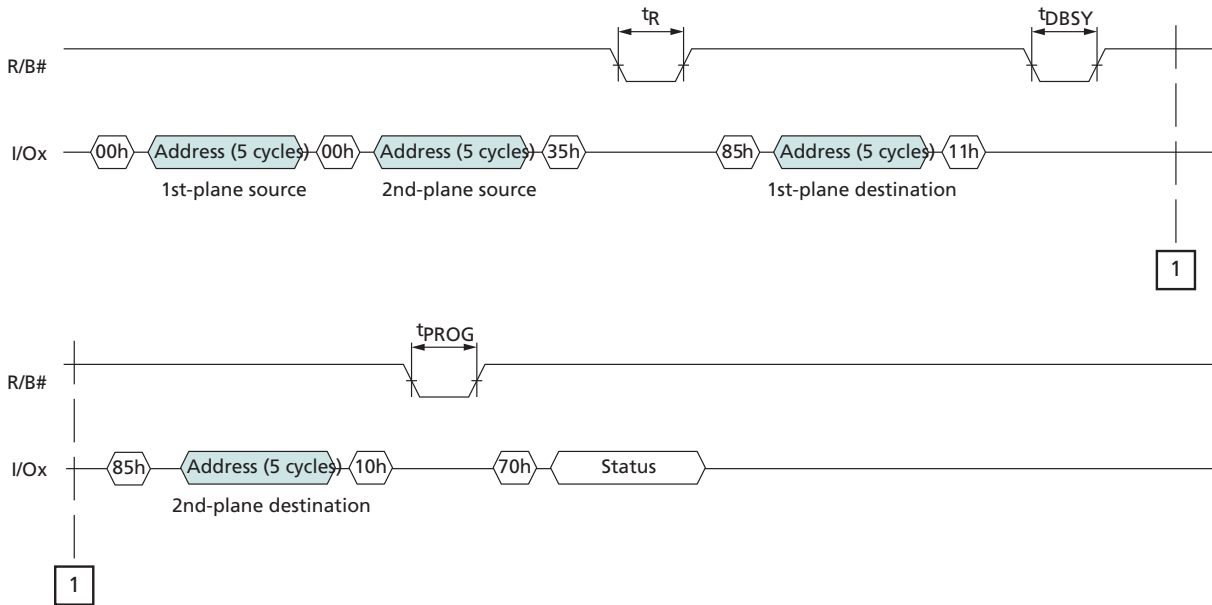 tR tDBSY
R/B#
I/Ox 00h Address (5 cycles) 00h Address (5 cycles) 35h 85h Address (5 cycles) 11h
1st-plane source 2nd-plane source 1st-plane destination
1
tPROG
R/B#
I/Ox 85h Address (5 cycles) 10h 70h Status
2nd-plane destination
1